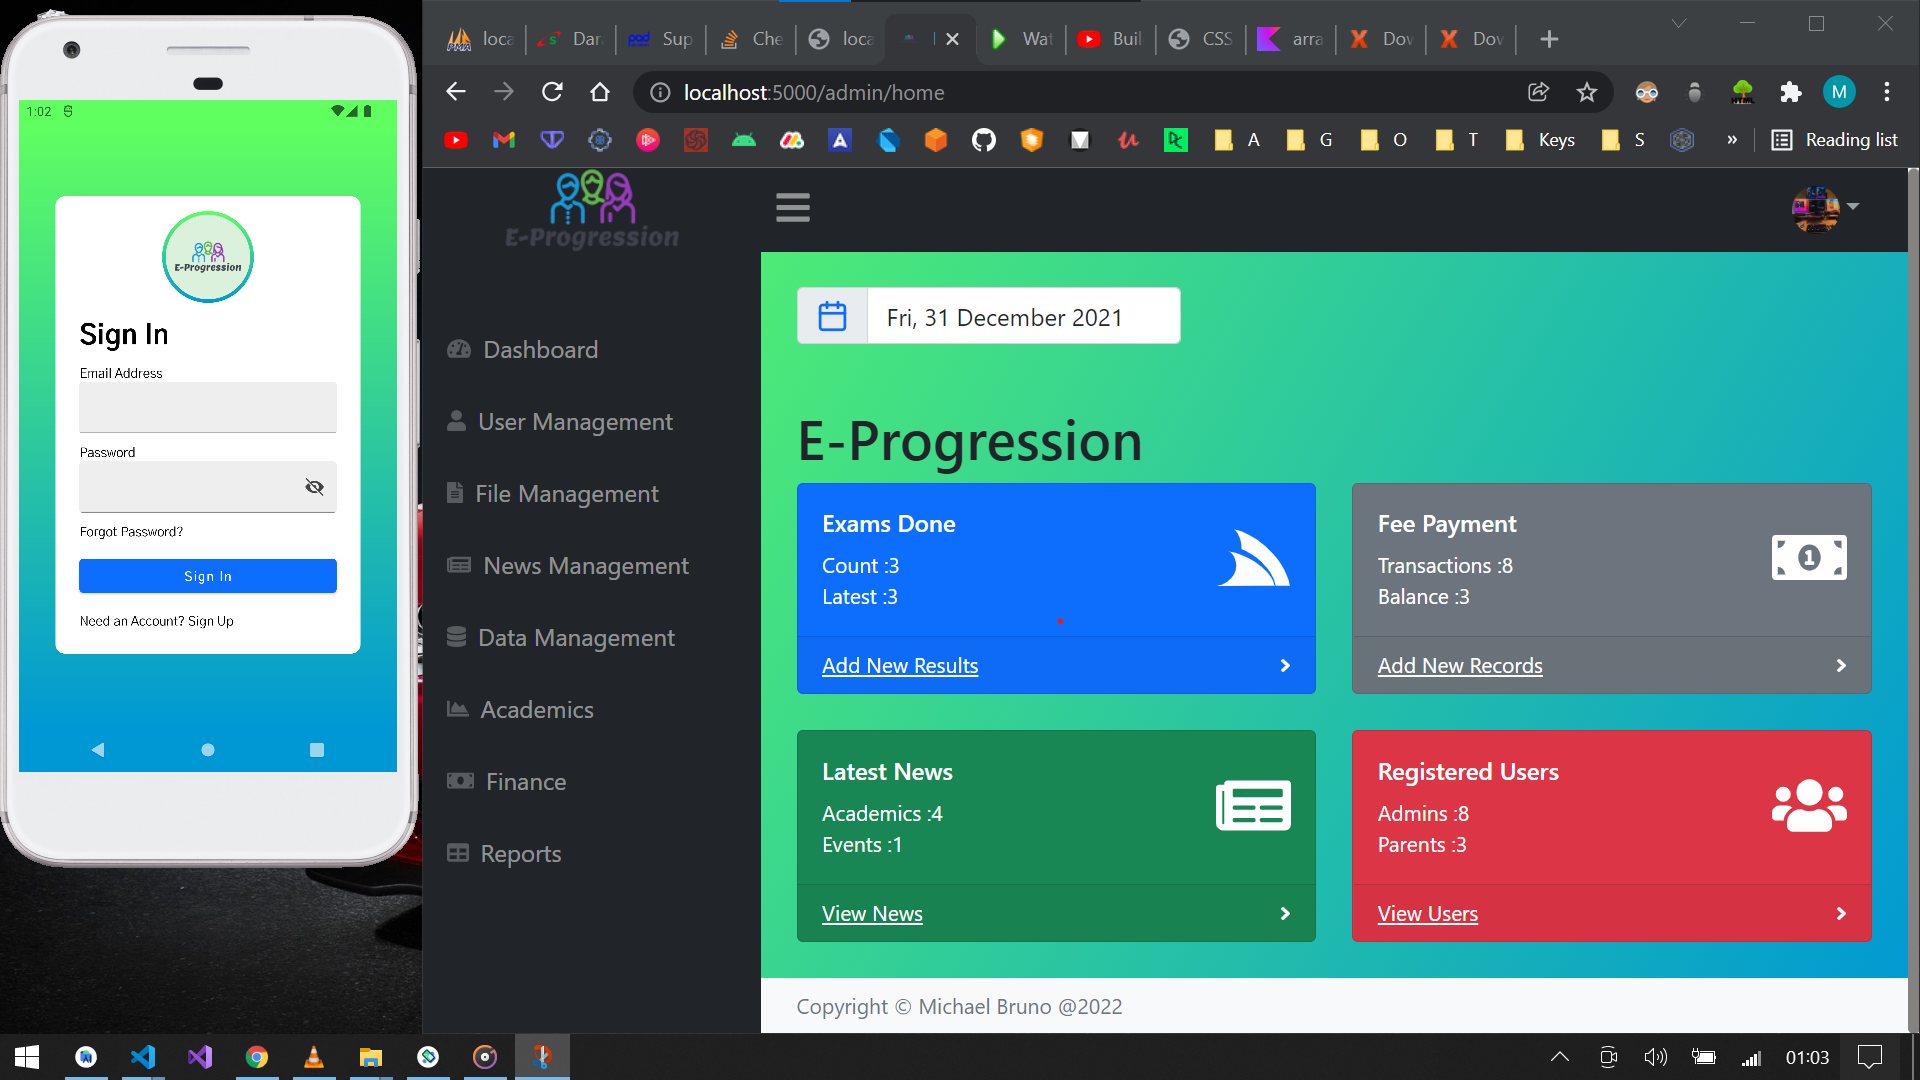 1:02
E-Progression
Sign In
Email Address
Password
Forgot Password?
Sign In
Need an Account? Sign Up
loca
Dar
Sup
Che
loca
Wat
Buil
CSS
arra
Dov
Dov
localhost:5000/admin/home
M
A
G
O
T
Keys
S
»
Reading list
E-Progression
Dashboard
User Management
File Management
News Management
Data Management
Academics
Finance
Reports
Fri, 31 December 2021
E-Progression
Exams Done
Count :3
Latest :3
Add New Results
Fee Payment
Transactions :8
Balance :3
1
Add New Records
Latest News
Academics :4
Events :1
View News
Registered Users
Admins :8
Parents :3
View Users
Copyright © Michael Bruno @2022
01:03